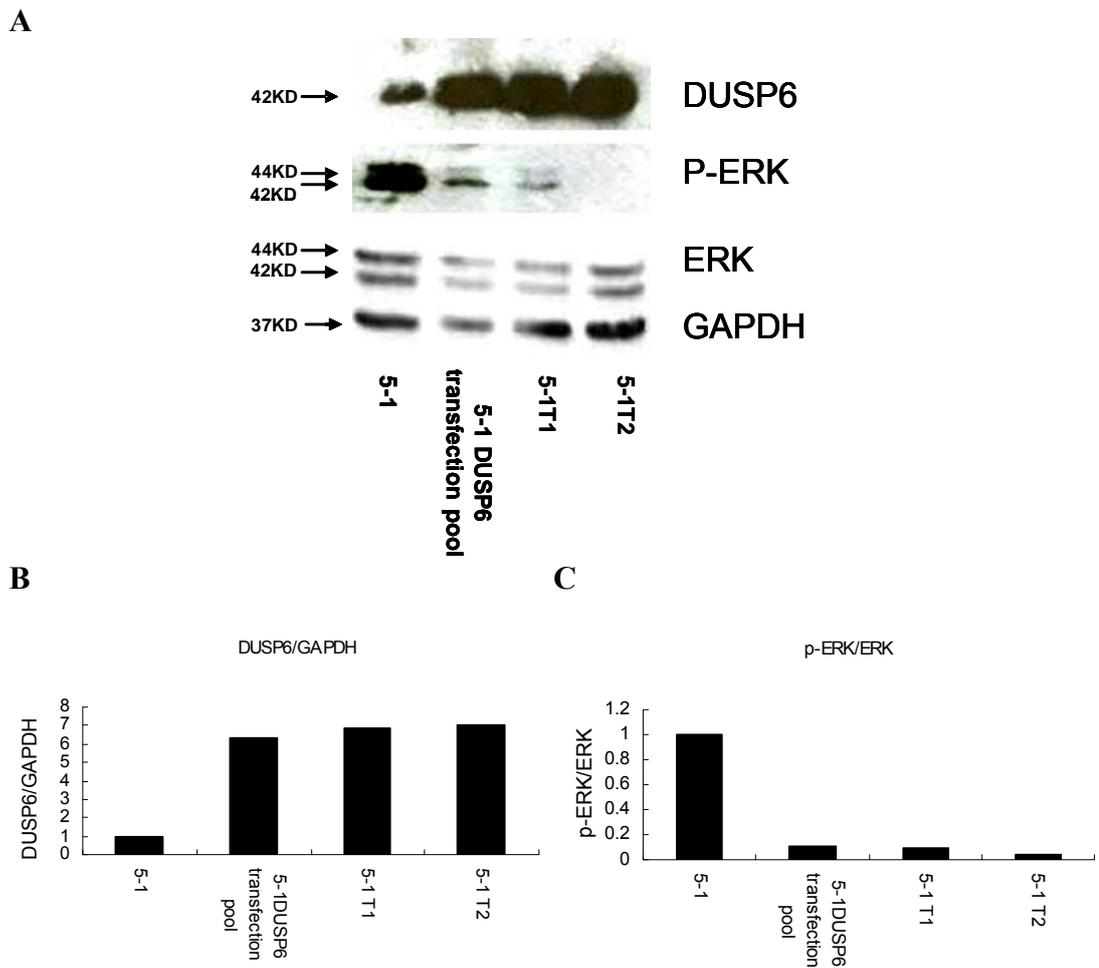 A
42KD
DUSP6
44KD
42KD
P-ERK
44KD
42KD
ERK
37KD
GAPDH
5-1
5-1 DUSP6
transfection pool
5-1T1
5-1T2
B
DUSP6/GAPDH
DUSP6/GAPDH
8
7
6
5
4
3
2
1
0
5-1
5-1DUSP6
transfection
pool
5-1 T1
5-1 T2
C
p-ERK/ERK
p-ERK/ERK
1.2
1
0.8
0.6
0.4
0.2
0
5-1
5-1DUSP6
transfection
pool
5-1 T1
5-1 T2